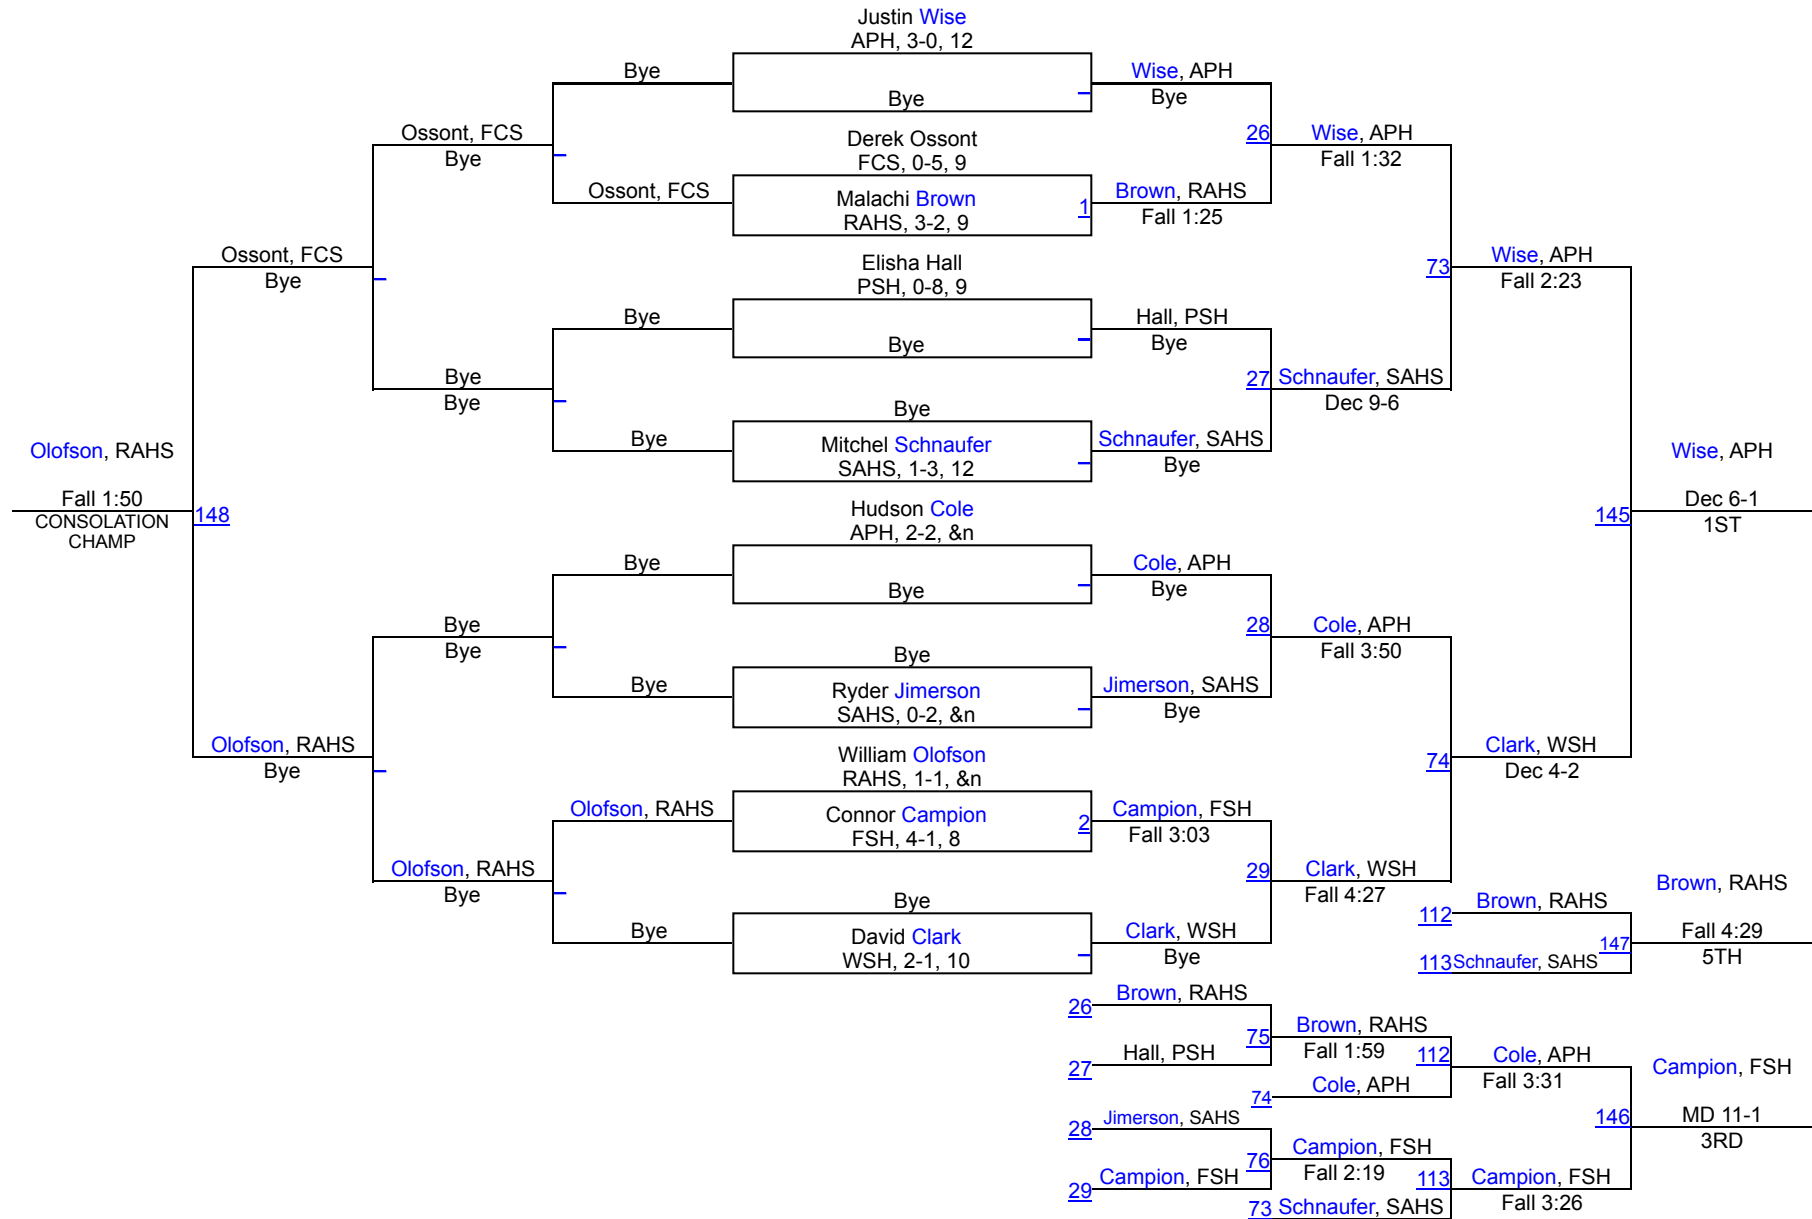 Justin Wise
APH, 3-0, 12
Bye
Bye
Wise, APH
Bye
Ossont, FCS
Bye
Derek Ossont
FCS, 0-5, 9
26
Wise, APH
Fall 1:32
Ossont, FCS
Malachi Brown
RAHS, 3-2, 9
1
Brown, RAHS
Fall 1:25
Ossont, FCS
Bye
Elisha Hall
PSH, 0-8, 9
73
Wise, APH
Fall 2:23
Bye
Bye
Hall, PSH
Bye
Bye
Bye
27
Schnaufer, SAHS
Dec 9-6
Bye
Bye
Mitchel Schnaufer
SAHS, 1-3, 12
Schnaufer, SAHS
Bye
Olofson, RAHS
Fall 1:50
CONSOLATION
CHAMP
148
Hudson Cole
APH, 2-2, &n
145
Wise, APH
Dec 6-1
1ST
Bye
Bye
Cole, APH
Bye
Bye
Bye
28
Cole, APH
Fall 3:50
Bye
Bye
Ryder Jimerson
SAHS, 0-2, &n
Jimerson, SAHS
Bye
Olofson, RAHS
Bye
William Olofson
RAHS, 1-1, &n
74
Clark, WSH
Dec 4-2
Olofson, RAHS
Connor Campion
FSH, 4-1, 8
2
Campion, FSH
Fall 3:03
Olofson, RAHS
Bye
29
Clark, WSH
Fall 4:27
Bye
Bye
David Clark
WSH, 2-1, 10
Clark, WSH
Bye
112
Brown, RAHS
113
Schnaufer, SAHS
147
Brown, RAHS
Fall 4:29
5TH
26
Brown, RAHS
27
Hall, PSH
75
Brown, RAHS
Fall 1:59
74
Cole, APH
112
Cole, APH
Fall 3:31
28
Jimerson, SAHS
29
Campion, FSH
76
Campion, FSH
Fall 2:19
73
Schnaufer, SAHS
113
Campion, FSH
Fall 3:26
146
Campion, FSH
MD 11-1
3RD